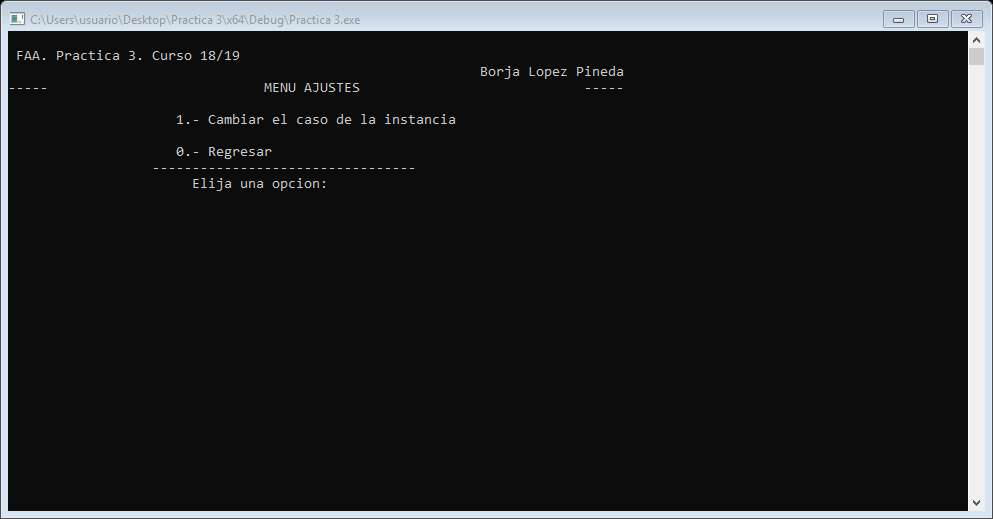 C:\Users\usuario\Desktop\Practica 3\x64\Debug\Practica 3.exe
FAA. Practica 3. Curso 18/19
Borja Lopez Pineda
----- MENU AJUSTES -----
1.- Cambiar el caso de la instancia
0.- Regresar
---------------------------------
Elija una opcion: